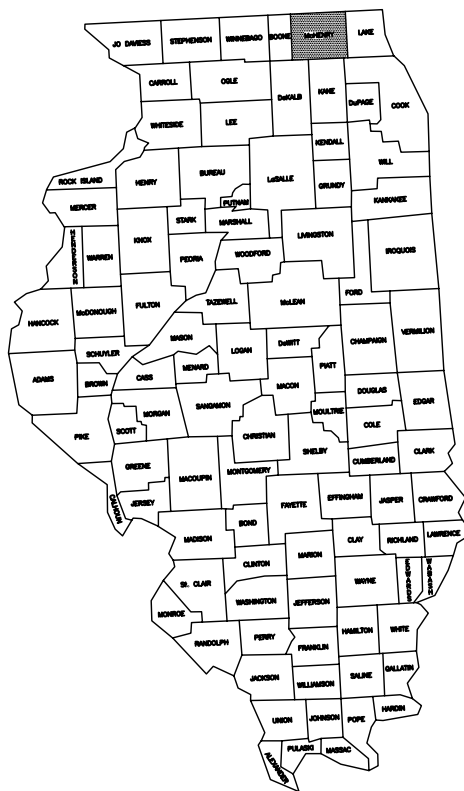 JO DAVIESS
STEPHENSON
WINNEBAGO
BOONE
McHENRY
LAKE
CARROLL
OGLE
DeKALB
KANE
DuPAGE
COOK
WHITESIDE
LEE
KENDALL
WILL
ROCK ISLAND
HENRY
BUREAU
LaSALLE
GRUNDY
KANKAKEE
MERCER
PUTNAM
STARK
MARSHALL
LIVINGSTON
HENDERSON
WARREN
KNOX
PEORIA
WOODFORD
IROQUOIS
HANCOCK
McDONOUGH
FULTON
TAZEWELL
McLEAN
FORD
MASON
LOGAN
DeWITT
CHAMPAIGN
VERMILION
SCHUYLER
ADAMS
BROWN
CASS
MENARD
MACON
PIATT
DOUGLAS
EDGAR
PIKE
SCOTT
MORGAN
SANGAMON
CHRISTIAN
MOULTRIE
COLE
SHELBY
CUMBERLAND
CLARK
GREENE
MACOUPIN
MONTGOMERY
CALHOUN
JERSEY
FAYETTE
EFFINGHAM
JASPER
CRAWFORD
MADISON
BOND
CLAY
RICHLAND
LAWRENCE
CLINTON
MARION
WAYNE
EDWARDS
WABASH
St. CLAIR
WASHINGTON
JEFFERSON
MONROE
RANDOLPH
PERRY
FRANKLIN
HAMILTON
WHITE
JACKSON
WILLIAMSON
SALINE
GALLATIN
UNION
JOHNSON
POPE
HARDIN
ALEXANDER
PULASIG
MASSAC